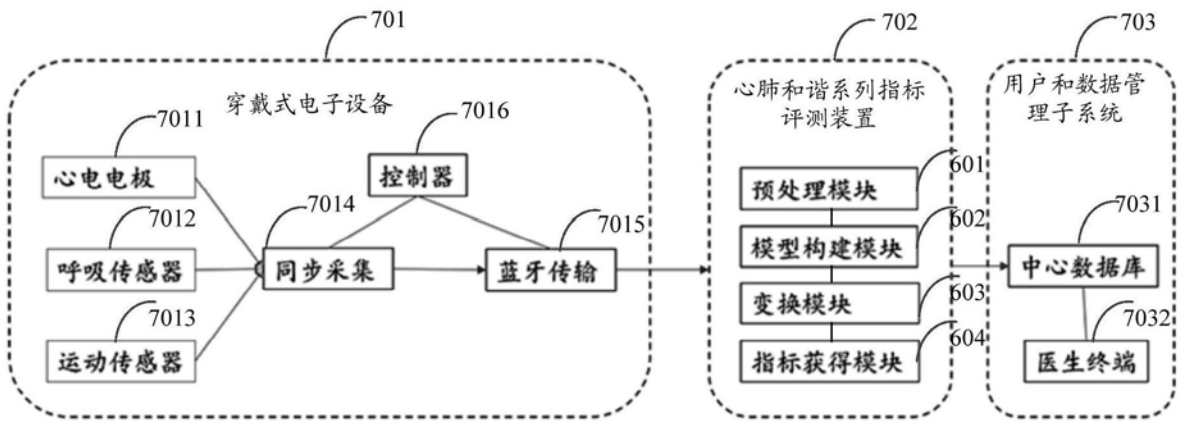 701
穿戴式电子设备
7011
心电电极
7012
呼吸传感器
7013
运动传感器
7014
同步采集
7016
控制器
7015
蓝牙传输
702
心肺和谐系列指标
评测装置
601
预处理模块
602
模型构建模块
603
变换模块
604
指标获得模块
703
用户和数据管
理子系统
7031
中心数据库
7032
医生终端